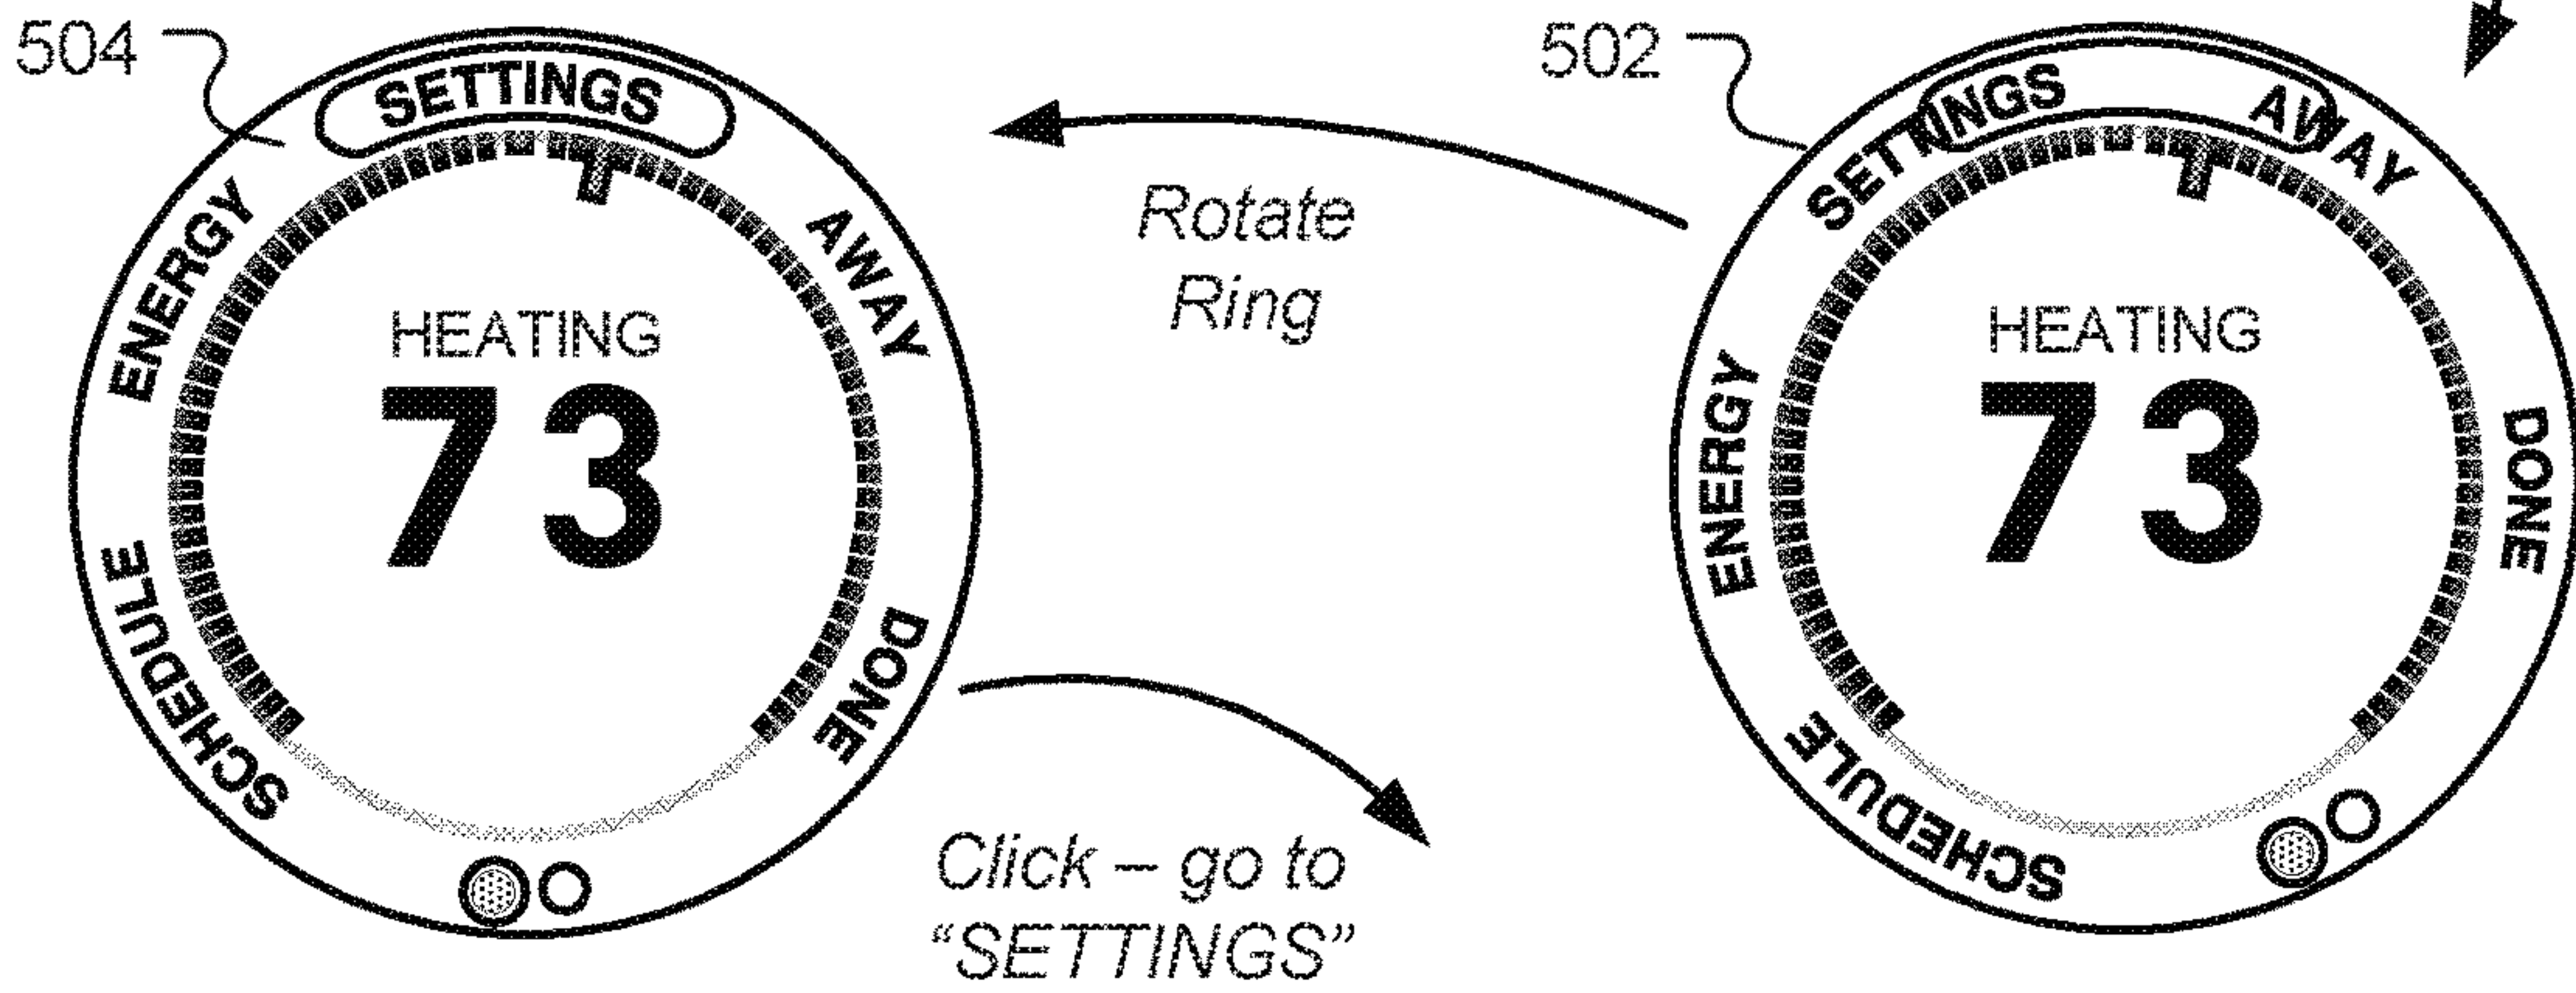 504
SETTINGS
ENERGY
AWAY
HEATING
73
SCHEDULE
DONE
Rotate
Ring
Click – go to
“SETTINGS”
502
SETTINGS
AWAY
HEATING
ENERGY
73
DONE
SCHEDULE